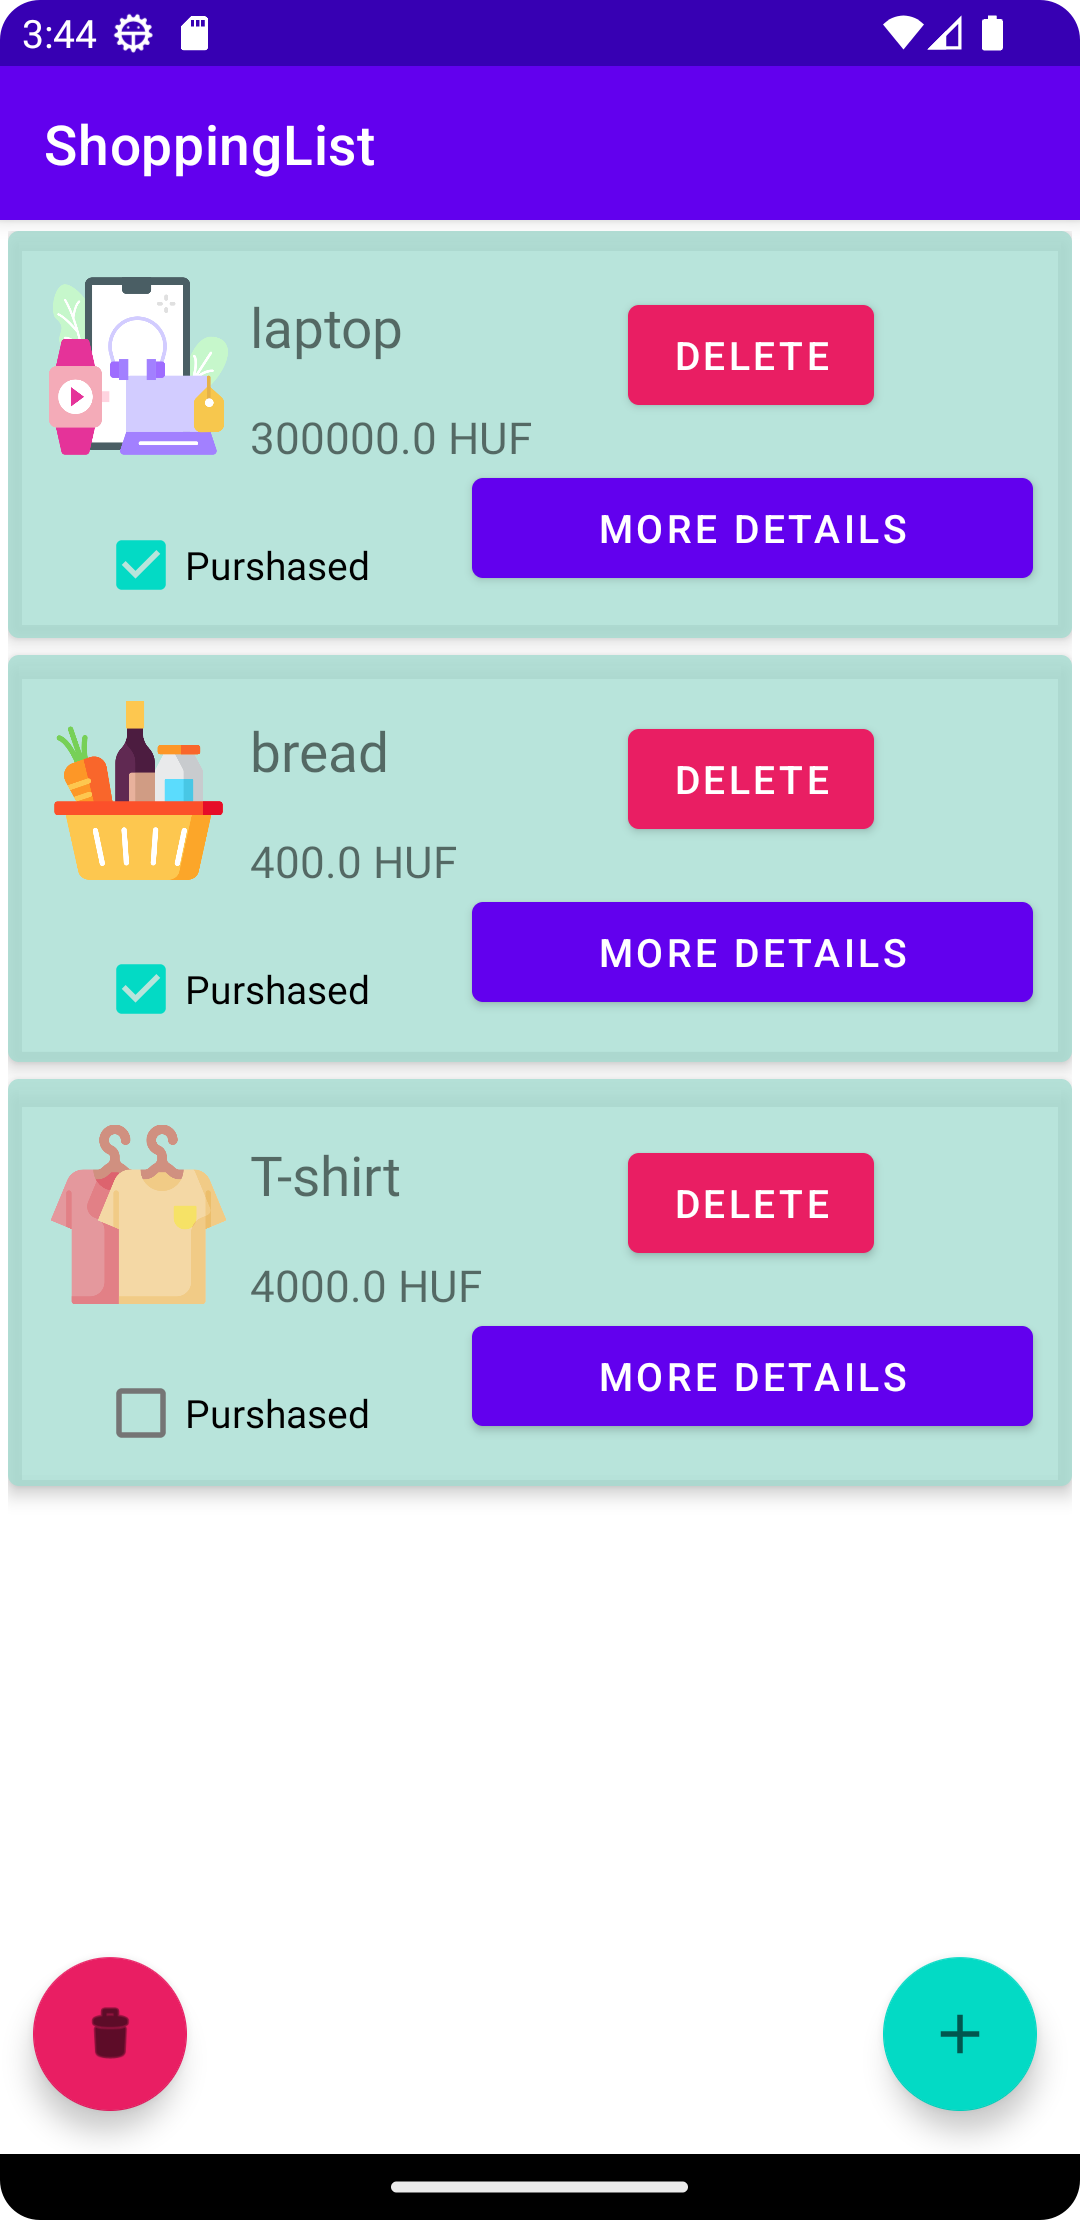 3:44
ShoppingList
laptop
DELETE
300000.0 HUF
MORE DETAILS
Purshased
bread
DELETE
400.0 HUF
MORE DETAILS
Purshased
T-shirt
DELETE
4000.0 HUF
MORE DETAILS
Purshased